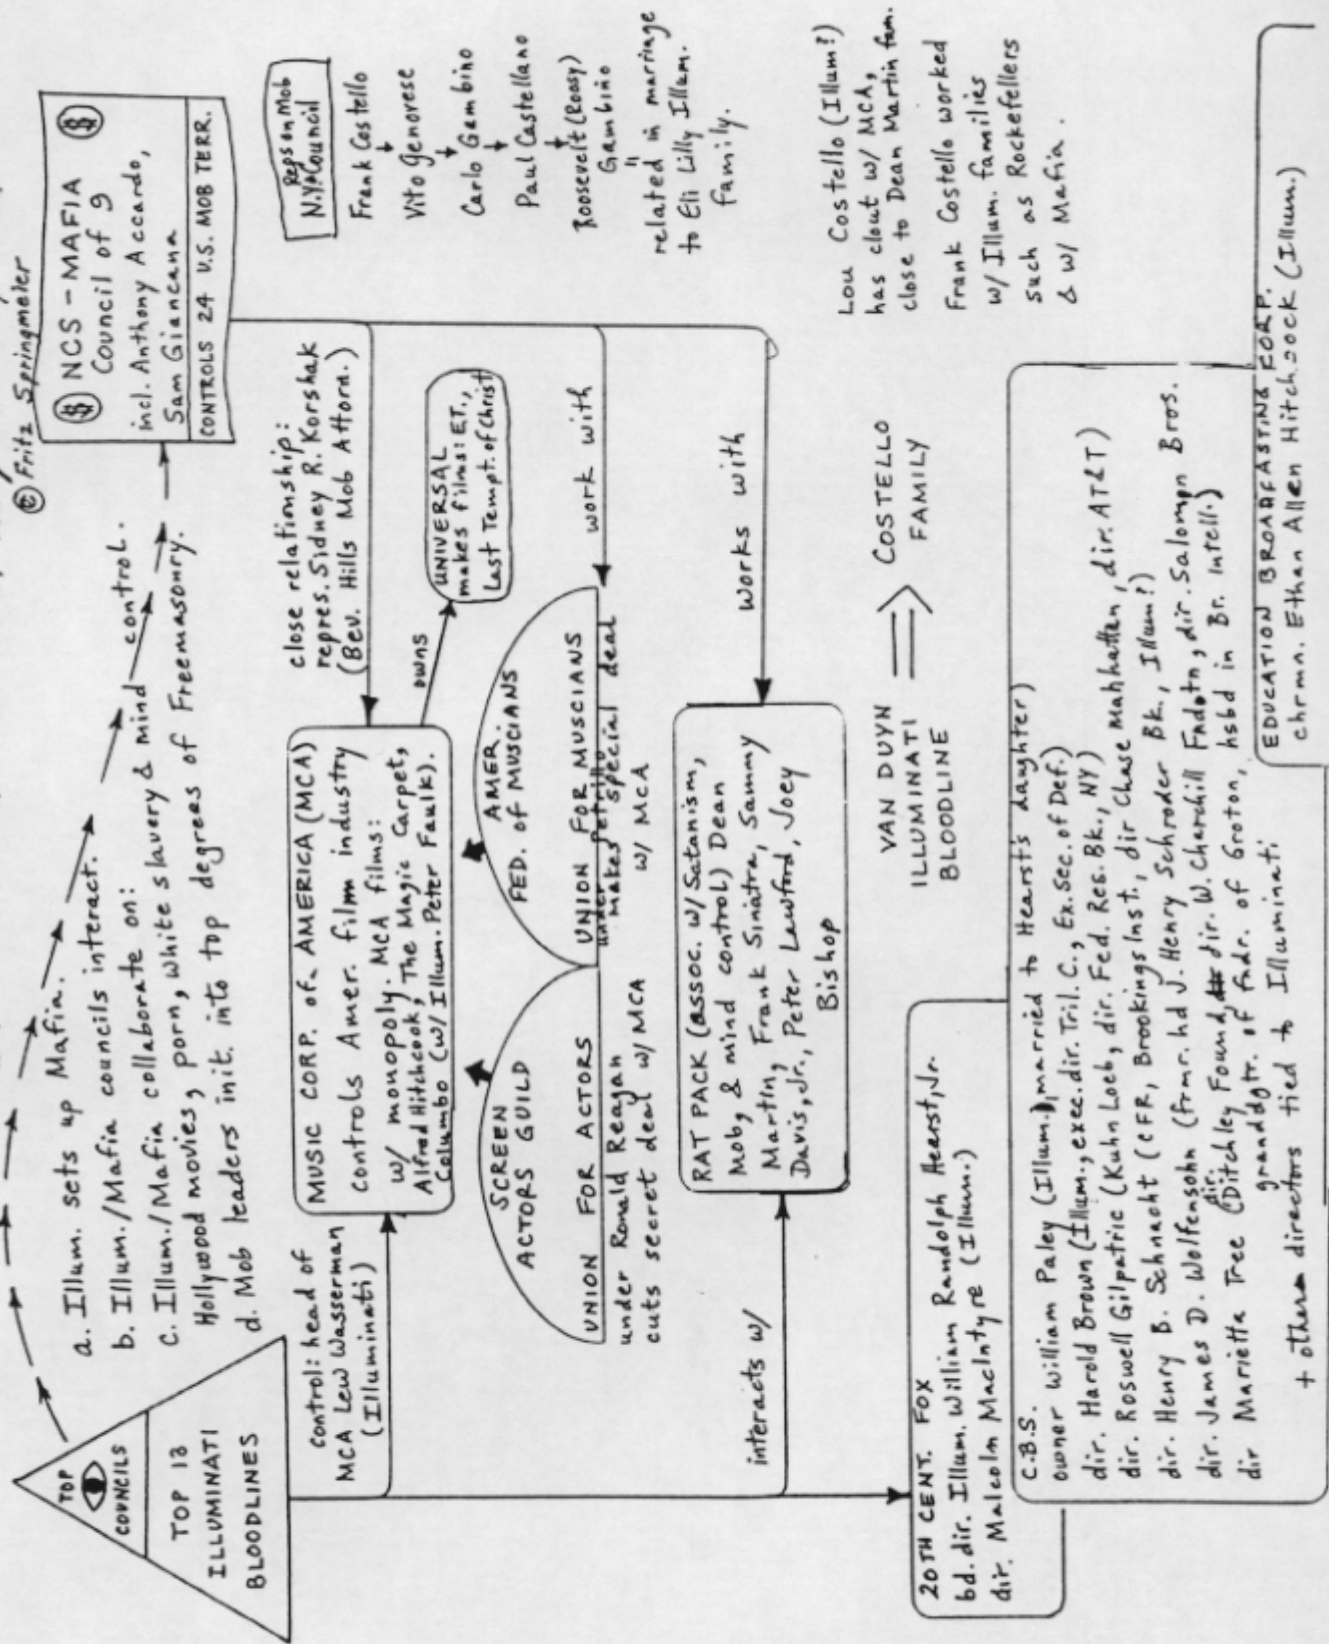 © Fritz Springmeier
TOP
COUNCILS
TOP 13
ILLUMINATI
BLOODLINES
a. Illum. sets up Mafia.
b. Illum./Mafia councils interact.
c. Illum./Mafia collaborate on:
Hollywood movies, porn, white slavery & mind control.
d. Mob leaders init. into top degrees of Freemasonry.
($) NCS - MAFIA ($)
Council of 9
incl. Anthony Accardo,
Sam Giancana
CONTROLS 24 U.S. MOB TERR.
Reps on Mob
N.Y. Council
Frank Costello
Vito Genovese
Carlo Gambino
Paul Castellano
Roosevelt (Roosy)
Gambino
related in marriage
to Eli Lilly Illum.
family.
control: head of
MCA Lew Wasserman
(Illuminati)
MUSIC CORP. of. AMERICA (MCA)
controls Amer. film industry
w/ monopoly. MCA films:
Alfred Hitchcook, The Magic Carpet,
Columbo (w/ Illum. Peter Faulk).
close relationship:
repres. Sidney R. Korshak
(Bev. Hills Mob Attorn.)
owns
UNIVERSAL
makes films: ET.,
Last Tempt. of Christ
SCREEN
ACTORS GUILD
UNION FOR ACTORS
under Ronald Reagan
cuts secret deal w/ MCA
AMER.
FED. of MUSCIANS
UNION FOR MUSCIANS
under Petrillo
makes special deal
w/ MCA
work with
interacts w/
RAT PACK (assoc. w/ Satanism,
Mob, & mind control) Dean
Martin, Frank Sinatra, Sammy
Davis, Jr., Peter Lawford, Joey
Bishop
works with
Lou Costello (Illum?)
has clout w/ MCA,
close to Dean Martin fam.
Frank Costello worked
w/ Illum. families
such as Rockefellers
& w/ Mafia.
VAN DUYN
ILLUMINATI
BLOODLINE
COSTELLO
FAMILY
20TH CENT. FOX
bd. dir. Illum. William Randolph Hearst, Jr.
dir. Malcolm MacIntyre (Illum.)
C.B.S.
owner William Paley (Illum.), married to Hearsts daughter)
dir. Harold Brown (Illum., exec. dir. Tril. C., Ex. Sec. of Def.)
dir. Roswell Gilpatric (Kuhn Loeb, dir. Fed. Res. Bk., NY)
dir. Henry B. Schnacht (CFR, Brookings Inst., dir Chase Manhattan, dir. AT&T)
dir. James D. Wolfensohn (frmr. hd J. Henry Schroder Bk., Illum?)
dir Marietta Tree (Ditchley Found. dir. dir. W. Churchill Fndotn, dir. Salomon Bros.
granddgtr. of fndr. of Groton, hsbd in Br. Intell.)
+ other directors tied to Illuminati
EDUCATION BROADFASTING CORP.
chrmn. Ethan Allen Hitchcock (Illum.)